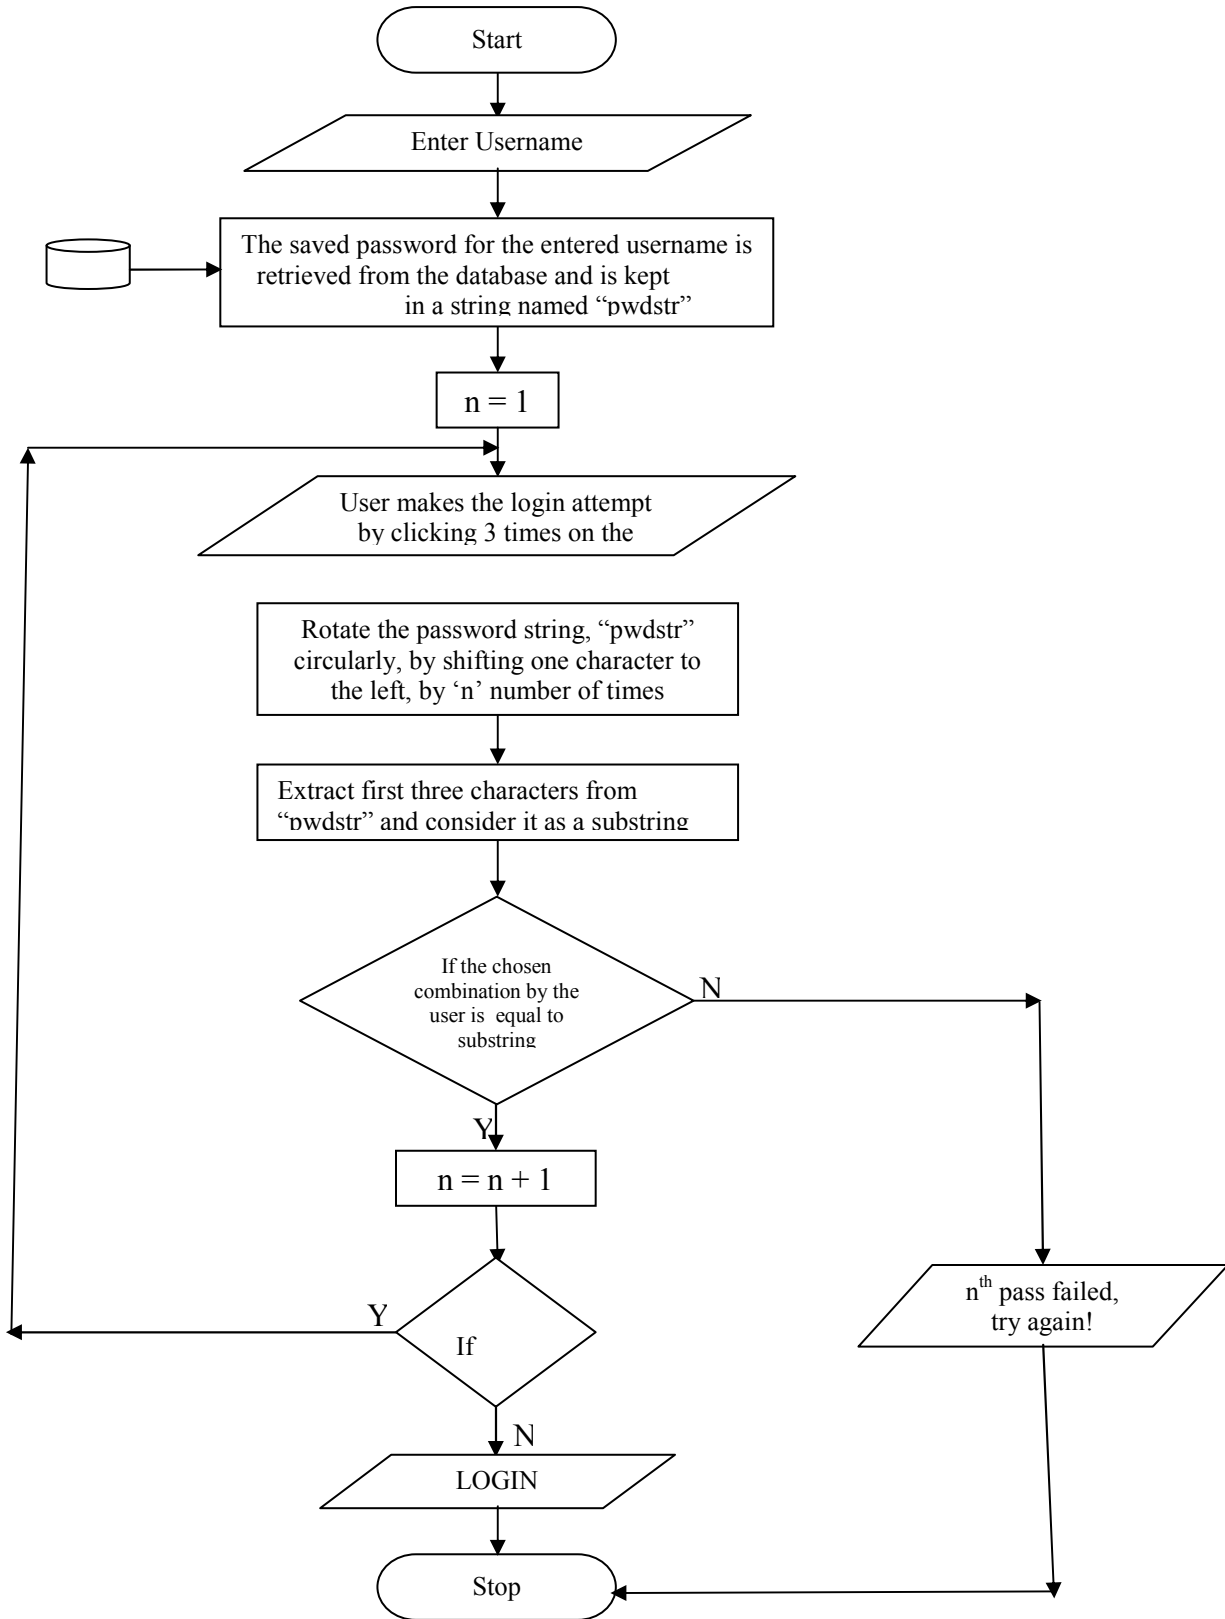 Start
Enter Username
The saved password for the entered username is
retrieved from the database and is kept
in a string named “pwdstr”
n = 1
User makes the login attempt
by clicking 3 times on the
Rotate the password string, “pwdstr”
circularly, by shifting one character to
the left, by ‘n’ number of times
Extract first three characters from
“pwdstr” and consider it as a substring
If the chosen
combination by the
user is equal to
substring
N
Y
n = n + 1
n^th pass failed,
try again!
Y
If
N
LOGIN
Stop